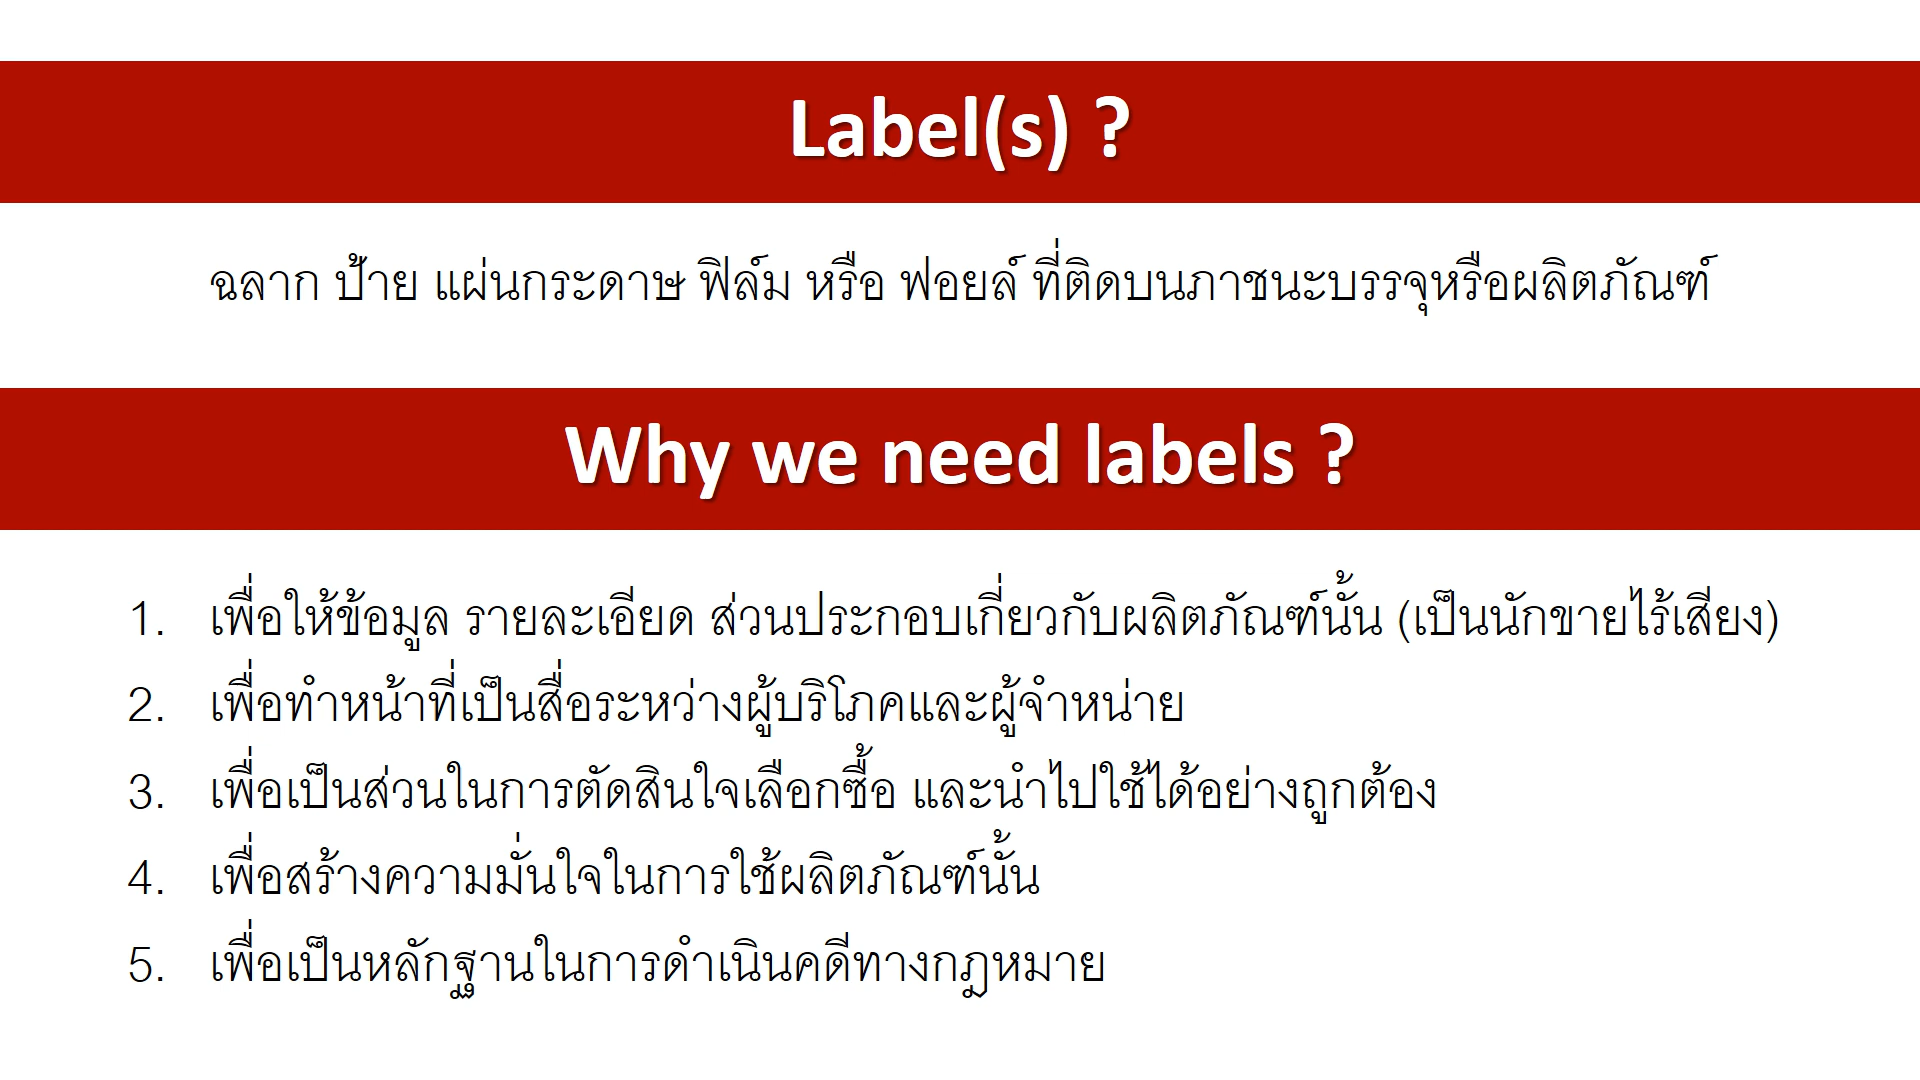 Label(s) ?
ฉลาก ป้าย แผ่นกระดาษ ฟิล์ม หรือ ฟอยล์ ที่ติดบนภาชนะบรรจุหรือผลิตภัณฑ์
Why we need labels ?
1. เพื่อให้ข้อมูล รายละเอียด ส่วนประกอบเกี่ยวกับผลิตภัณฑ์นั้น (เป็นนักขายไร้เสียง)
2. เพื่อทำหน้าที่เป็นสื่อระหว่างผู้บริโภคและผู้จำหน่าย
3. เพื่อเป็นส่วนในการตัดสินใจเลือกซื้อ และนำไปใช้ได้อย่างถูกต้อง
4. เพื่อสร้างความมั่นใจในการใช้ผลิตภัณฑ์นั้น
5. เพื่อเป็นหลักฐานในการดำเนินคดีทางกฎหมาย